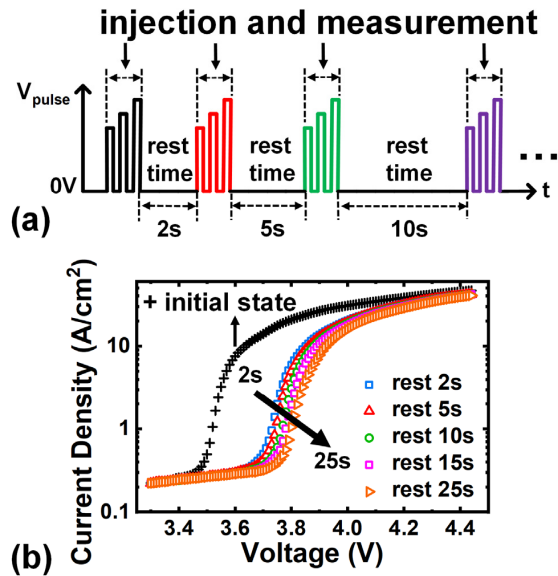 injection and measurement
V_pulse
rest time
rest time
rest time
...
0V
t
(a)
2s
5s
10s
Current Density (A/cm²)
+ initial state
10
1
0.1
2s
25s
rest 2s
rest 5s
rest 10s
rest 15s
rest 25s
3.3 3.6 3.8 4.0 4.2 4.4
(b)
Voltage (V)